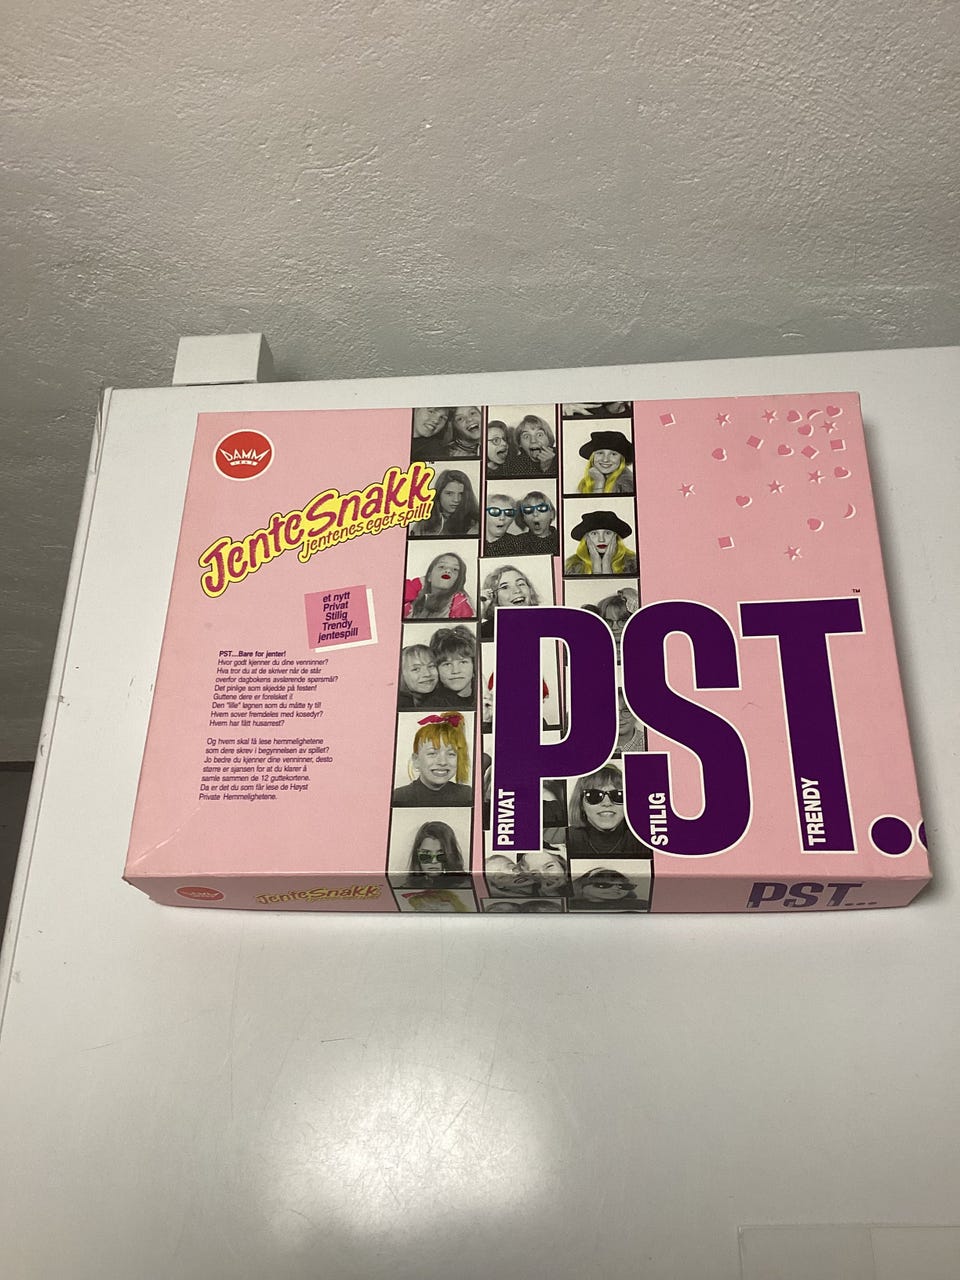 DAMM
JenteSnakk™
jentenes eget spill!
et nytt
Privat
Stilig
Trendy
jentespill
PST...Bare for jenter!
Hvor godt kjenner du dine venninner?
Hva tror du at de skriver når de står
overfor dagbokens avslørende spørsmål?
Det pinlige som skjedde på festen!
Guttene dere er forelsket i!
Den "lille" løgnen som du måtte ty til!
Hvem sover fremdeles med kosedyr?
Hvem har fått husarrest?
Og hvem skal få lese hemmelighetene
som dere skrev i begynnelsen av spillet?
Jo bedre du kjenner dine venninner, desto
større er sjansen for at du klarer å
samle sammen de 12 guttekortene.
Da er det du som får lese de Høyst
Private Hemmelighetene.
PST..™
PRIVAT
STILIG
TRENDY
DAMM
JenteSnakk
PST...